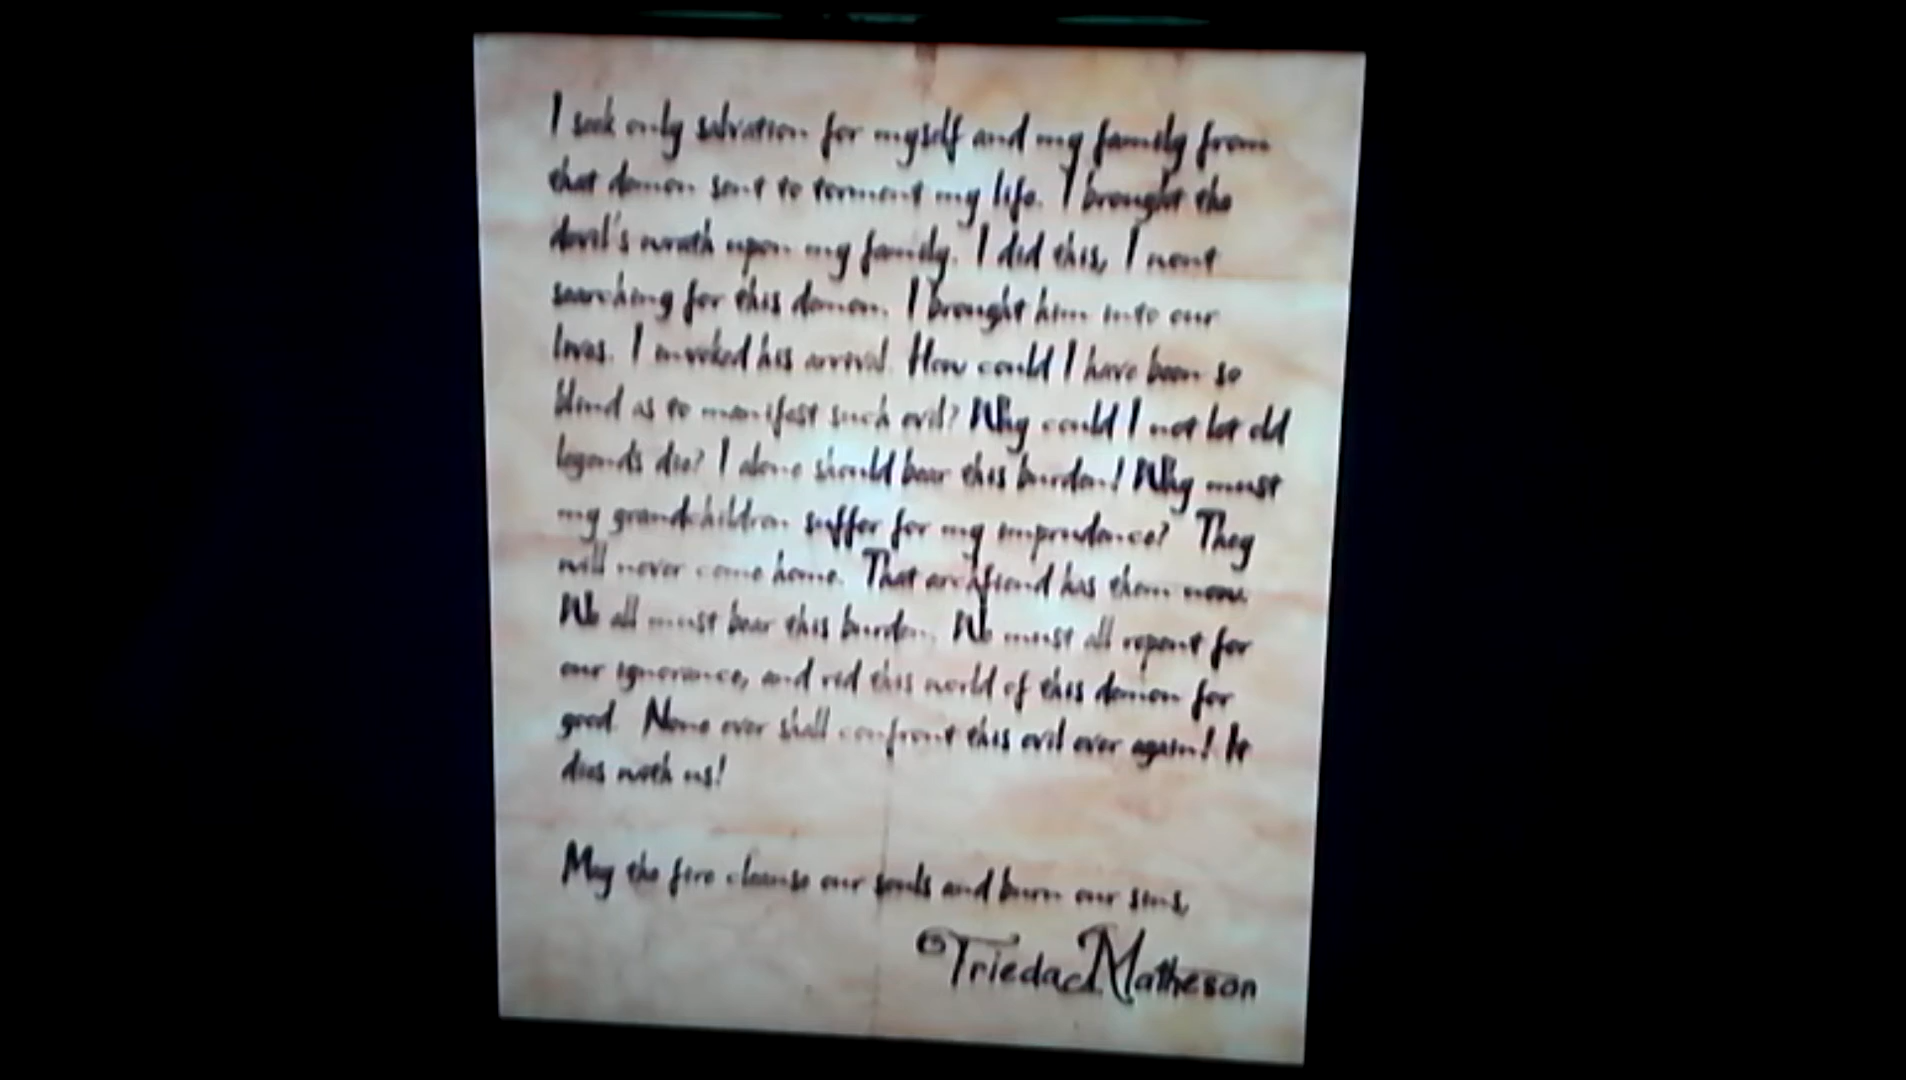 I seek only salvation for myself and my family from
that demon sent to torment my life. I brought the
devil's wrath upon my family. I did this, I went
searching for this demon. I brought him into our
lives. I invoked his arrival. How could I have been so
blind as to manifest such evil? Why could I not let old
legends die? I alone should bear this burden! Why must
my grandchildren suffer for my imprudence? They
will never come home. That archfiend has them now.
We all must bear this burden. We must all repent for
our ignorance, and rid this world of this demon for
good. None ever shall confront this evil ever again! It
dies with us!
May the fire cleanse our souls and burn our sins,
Trieda Matheson